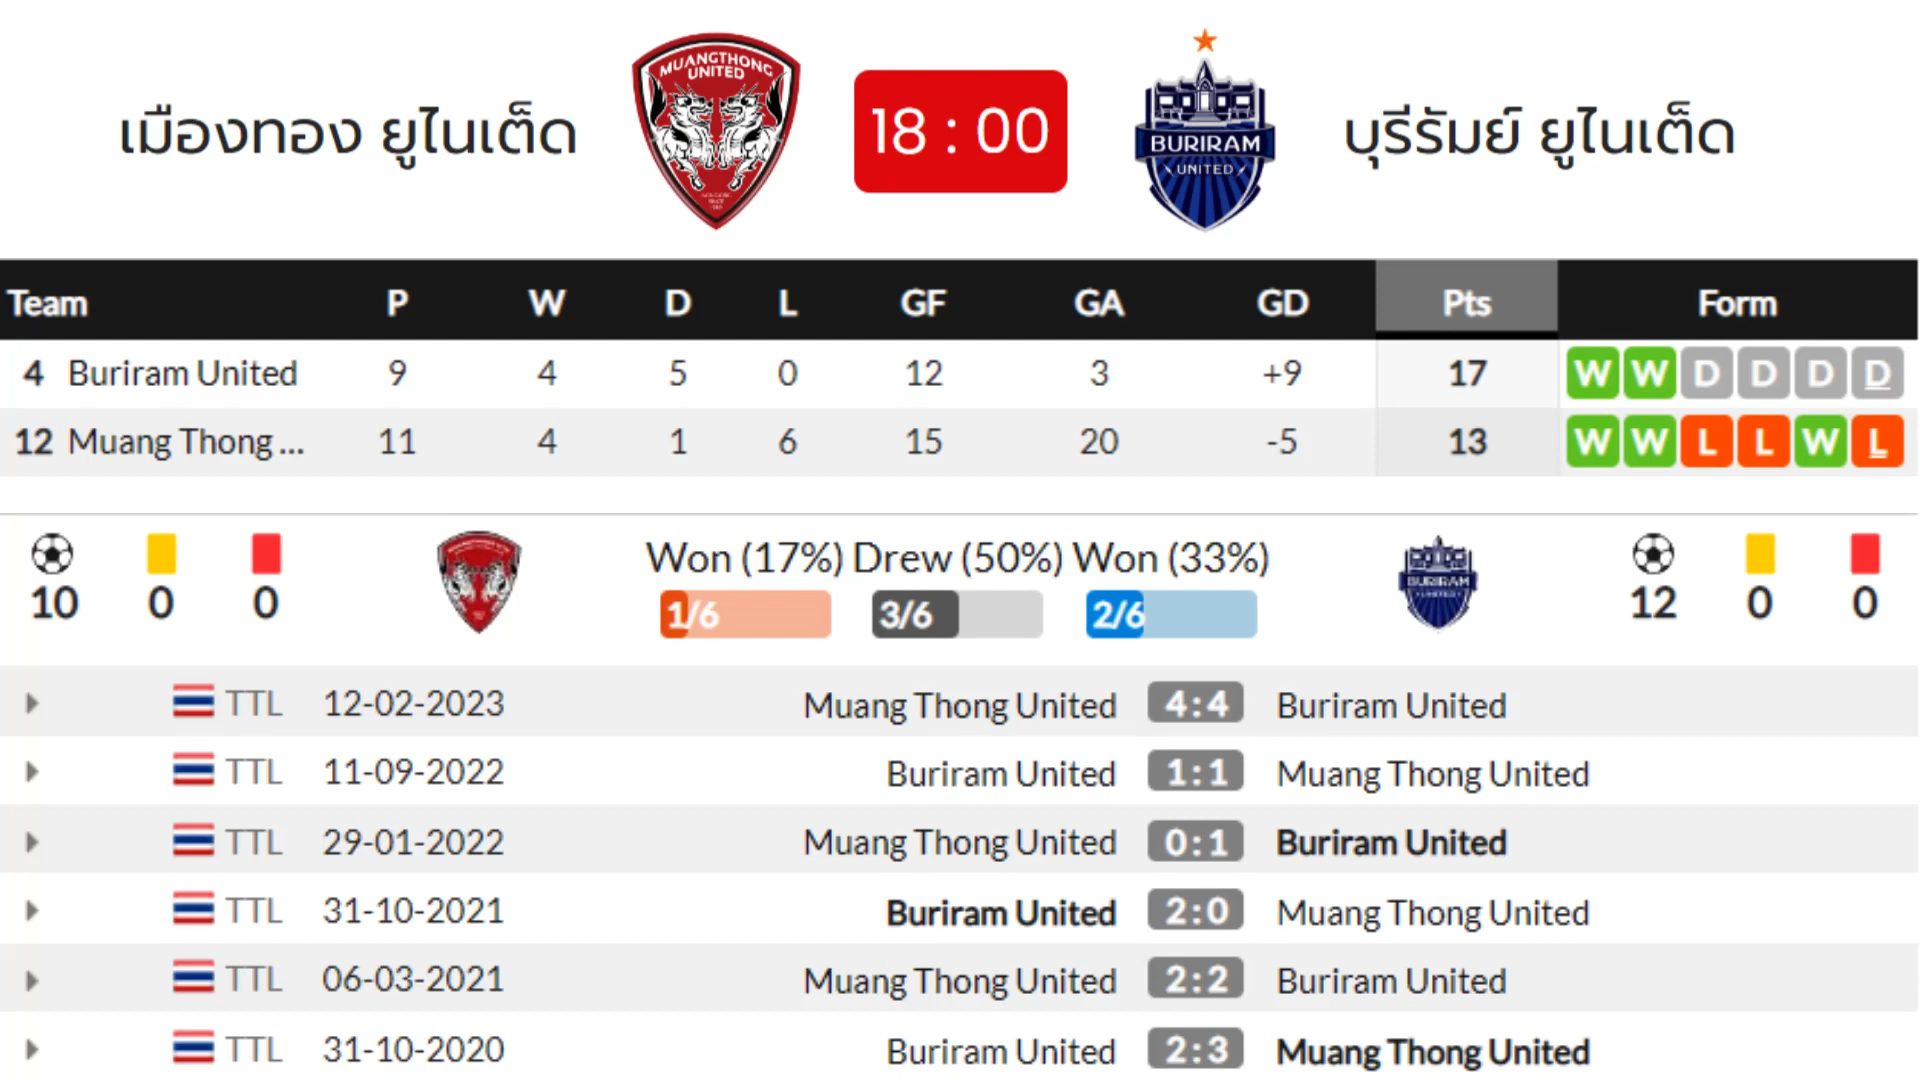 เมืองทอง ยูไนเต็ด
MUANGTHONG
UNITED
18 : 00
BURIRAM
UNITED
บุรีรัมย์ ยูไนเต็ด
Team P W D L GF GA GD Pts Form
4 Buriram United 9 4 5 0 12 3 +9 17 W W D D D D
12 Muang Thong ... 11 4 1 6 15 20 -5 13 W W L L W L
Won (17%) Drew (50%) Won (33%)
10 0 0 1/6 3/6 2/6 BURIRAM 12 0 0
TTL 12-02-2023 Muang Thong United 4:4 Buriram United
TTL 11-09-2022 Buriram United 1:1 Muang Thong United
TTL 29-01-2022 Muang Thong United 0:1 Buriram United
TTL 31-10-2021 Buriram United 2:0 Muang Thong United
TTL 06-03-2021 Muang Thong United 2:2 Buriram United
TTL 31-10-2020 Buriram United 2:3 Muang Thong United